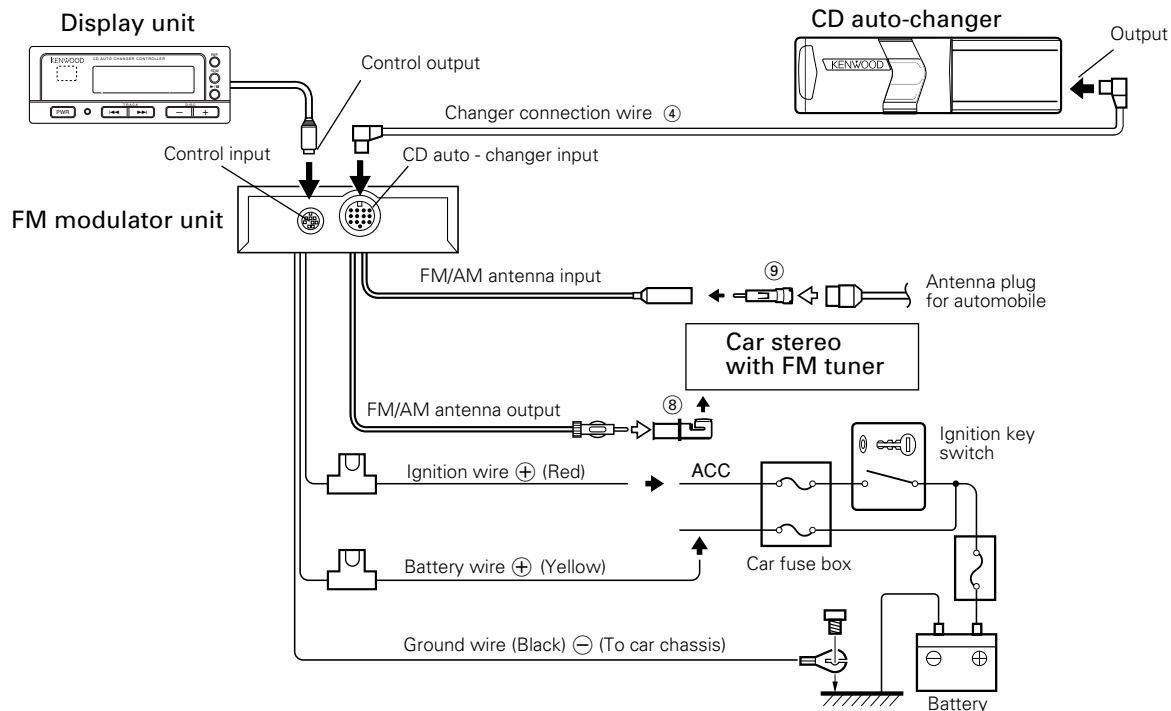 Display unit
CD auto-changer
Output
KENWOOD
CD AUTO CHANGER CONTROLLER
TRACK
DISC
PWR
Control output
KENWOOD
Changer connection wire ④
Control input
CD auto - changer input
FM modulator unit
FM/AM antenna input
⑨
Antenna plug
for automobile
Car stereo
with FM tuner
FM/AM antenna output
⑧
Ignition wire ⊕ (Red)
ACC
Ignition key
switch
Battery wire ⊕ (Yellow)
Car fuse box
Ground wire (Black) ⊖ (To car chassis)
⊖ ⊕
Battery